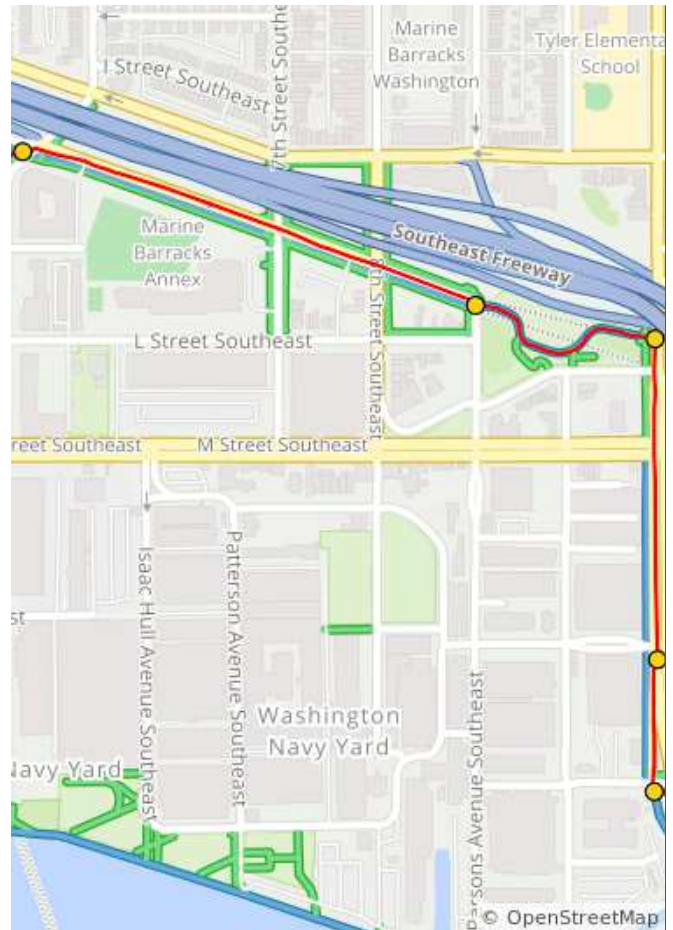 Marine
Barracks
Washington
Tyler Elementa
School
I Street Southeast
7th Street Southe
Marine
Barracks
Annex
Southeast Freeway
8th Street Southeast
L Street Southeast
reet Southeast
M Street Southeast
Isaac Hull Avenue Southeast
Patterson Avenue Southeast
st
Washington
Navy Yard
Parsons Avenue Southeast
Navy Yard
© OpenStreetMap